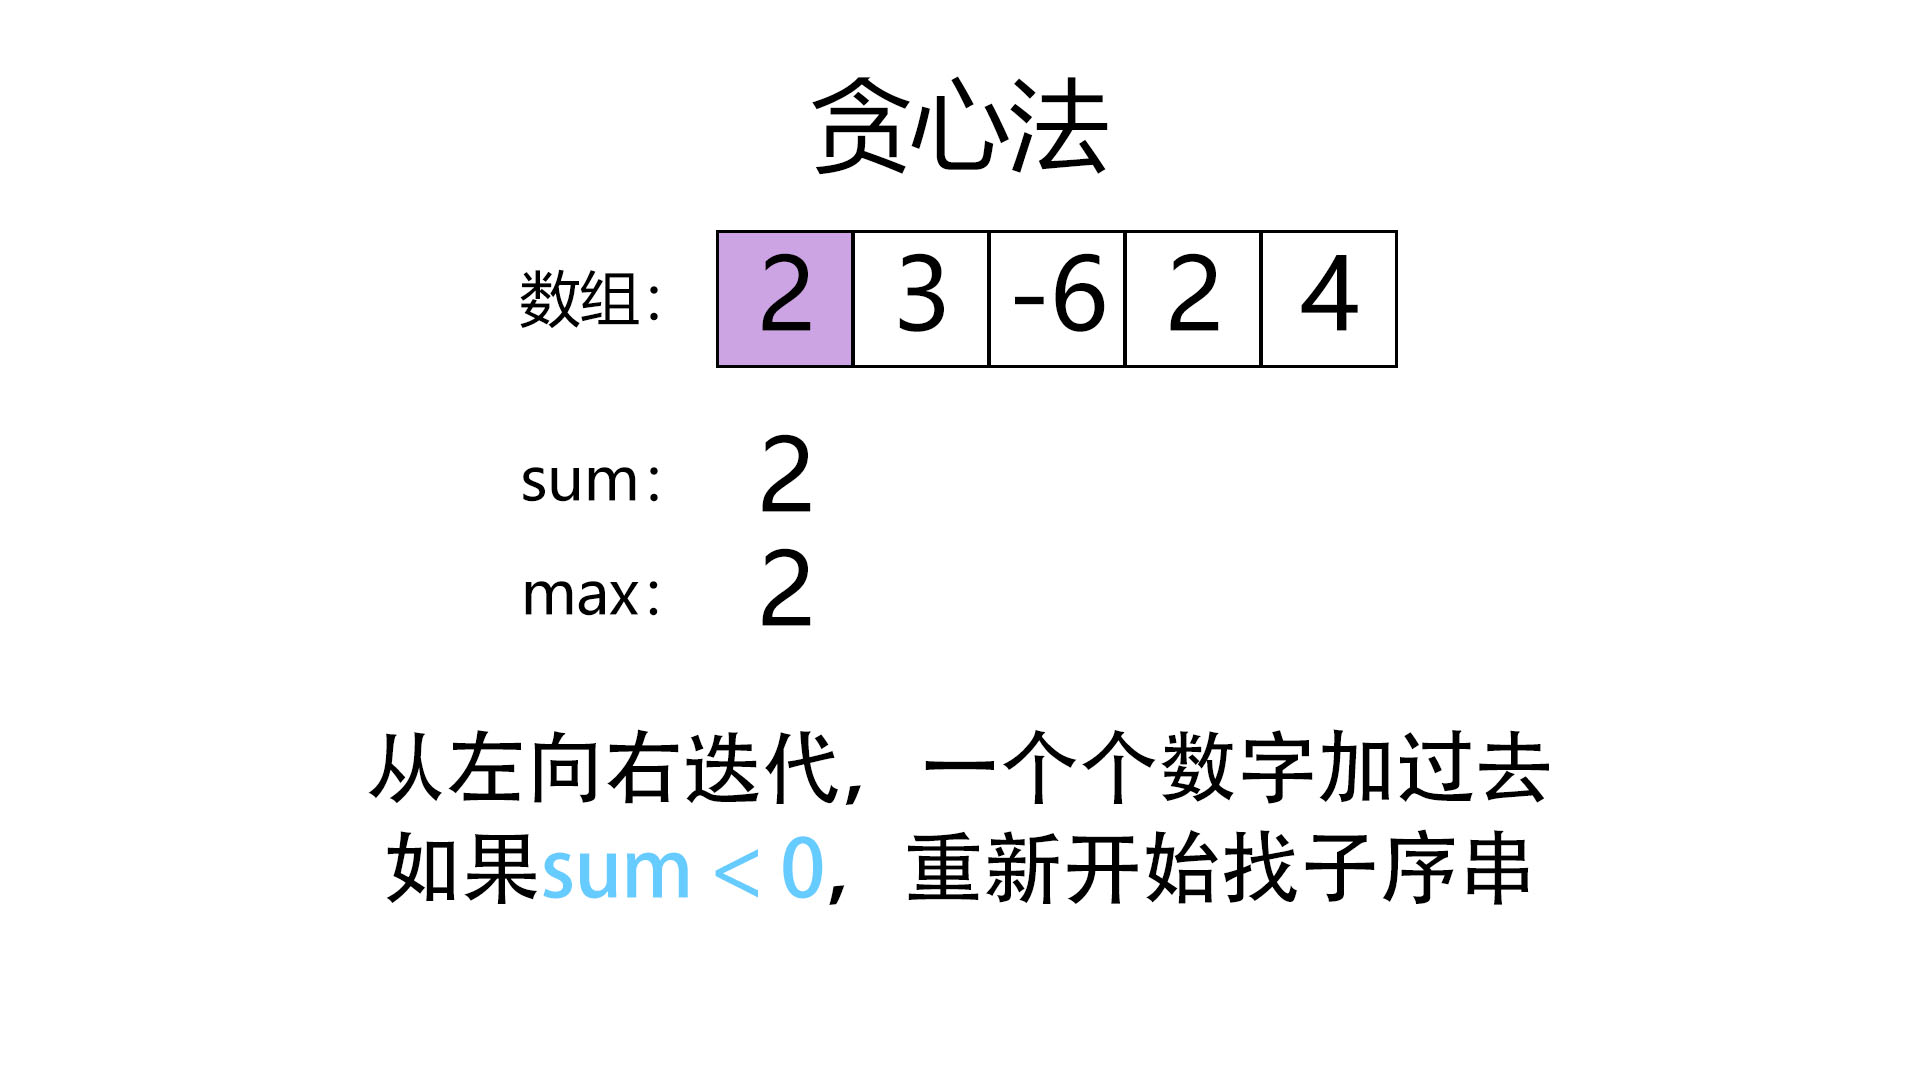 贪心法
数组： 2 3 -6 2 4
sum： 2
max： 2
从左向右迭代，一个个数字加过去
如果sum < 0，重新开始找子序串